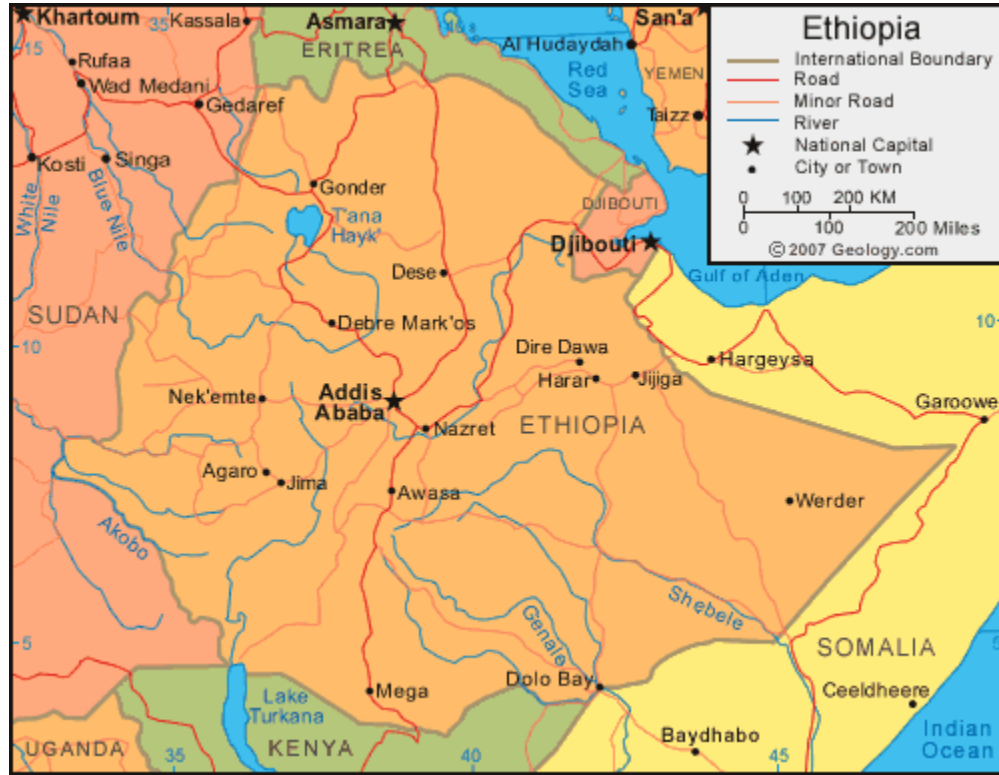 Khartoum
35
Kassala
Asmara
ERITREA
San'a
Al Hudaydah
Red
Sea
YEMEN
Taizz
15
Rufaa
Wad Medani
Gedaref
Kosti
Singa
White
Nile
Blue Nile
Gonder
T'ana
Hayk'
DJIBOUTI
Djibouti
Gulf of Aden
Ethiopia
International Boundary
Road
Minor Road
River
National Capital
City or Town
0 100 200 KM
0 100 200 Miles
© 2007 Geology.com
Dese
SUDAN
Debre Mark'os
10
10
Dire Dawa
Harar
Jijiga
Hargeysa
Nek'emte
Addis
Ababa
Nazret
ETHIOPIA
Garoowe
Agaro
Jima
Awasa
Werder
Akobo
Shebele
Genale
5
SOMALIA
Dolo Bay
Mega
Ceeldheere
Lake
Turkana
Baydhabo
Indian
Ocean
UGANDA
35
KENYA
40
45